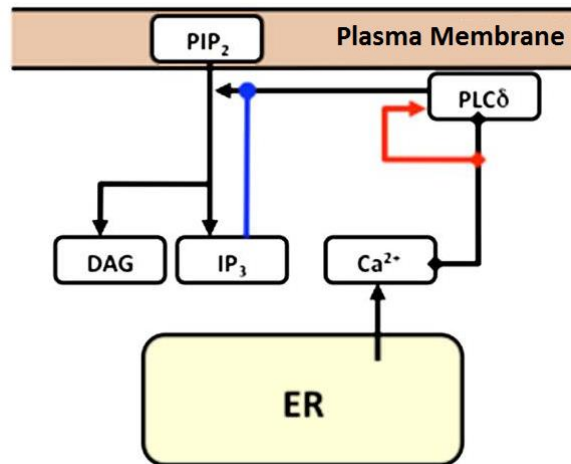 PIP₂ Plasma Membrane
PLCδ
DAG IP₃ Ca²⁺
ER